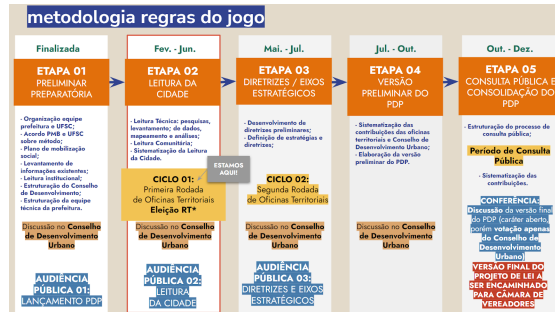 metodologia regras do jogo
Finalizada
ETAPA 01
PRELIMINAR
PREPARATÓRIA
- Organização equipe
prefeitura e UFSC;
- Acordo PMB e UFSC
sobre método;
- Plano de mobilização
social;
- Levantamento de
informações existentes;
- Leitura institucional;
- Estruturação do Conselho
de Desenvolvimento;
- Estruturação da equipe
técnica da prefeitura.
Discussão no Conselho
de Desenvolvimento
Urbano
AUDIÊNCIA
PÚBLICA 01:
LANÇAMENTO PDP
Fev. - Jun.
ETAPA 02
LEITURA DA
CIDADE
- Leitura Técnica: pesquisas,
levantamento; de dados,
mapeamento e análises;
- Leitura Comunitária;
- Sistematização da Leitura
da Cidade.
ESTAMOS
AQUI!
CICLO 01:
Primeira Rodada
de Oficinas Territoriais
Eleição RT*
Discussão no Conselho
de Desenvolvimento
Urbano
AUDIÊNCIA
PÚBLICA 02:
LEITURA
DA CIDADE
Mai. - Jul.
ETAPA 03
DIRETRIZES / EIXOS
ESTRATÉGICOS
- Desenvolvimento de
diretrizes preliminares;
- Definição de estratégias e
diretrizes;
CICLO 02:
Segunda Rodada
de Oficinas Territoriais
Discussão no Conselho
de Desenvolvimento
Urbano
AUDIÊNCIA
PÚBLICA 03:
DIRETRIZES E EIXOS
ESTRATÉGICOS
Jul. - Out.
ETAPA 04
VERSÃO
PRELIMINAR DO
PDP
- Sistematização das
contribuições das oficinas
territoriais e Conselho de
Desenvolvimento Urbano;
- Elaboração da versão
preliminar do PDP.
Discussão no Conselho
de Desenvolvimento
Urbano
Out. - Dez.
ETAPA 05
CONSULTA PÚBLICA E
CONSOLIDAÇÃO DO
PDP
- Estruturação do processo de
consulta pública;
Período de Consulta
Pública
- Sistematização das
contribuições.
CONFERÊNCIA:
Discussão da versão final
do PDP (caráter aberto,
porém votação apenas
do Conselho de
Desenvolvimento
Urbano)
VERSÃO FINAL DO
PROJETO DE LEI A
SER ENCAMINHADO
PARA CÂMARA DE
VEREADORES